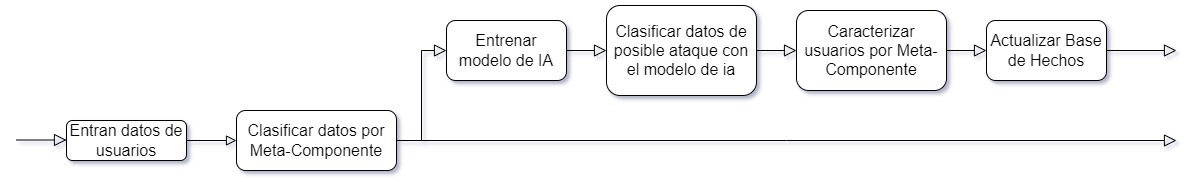 Entrenar
modelo de IA
Clasificar datos de
posible ataque con
el modelo de ia
Caracterizar
usuarios por Meta-
Componente
Actualizar Base
de Hechos
Entran datos de
usuarios
Clasificar datos por
Meta-Componente